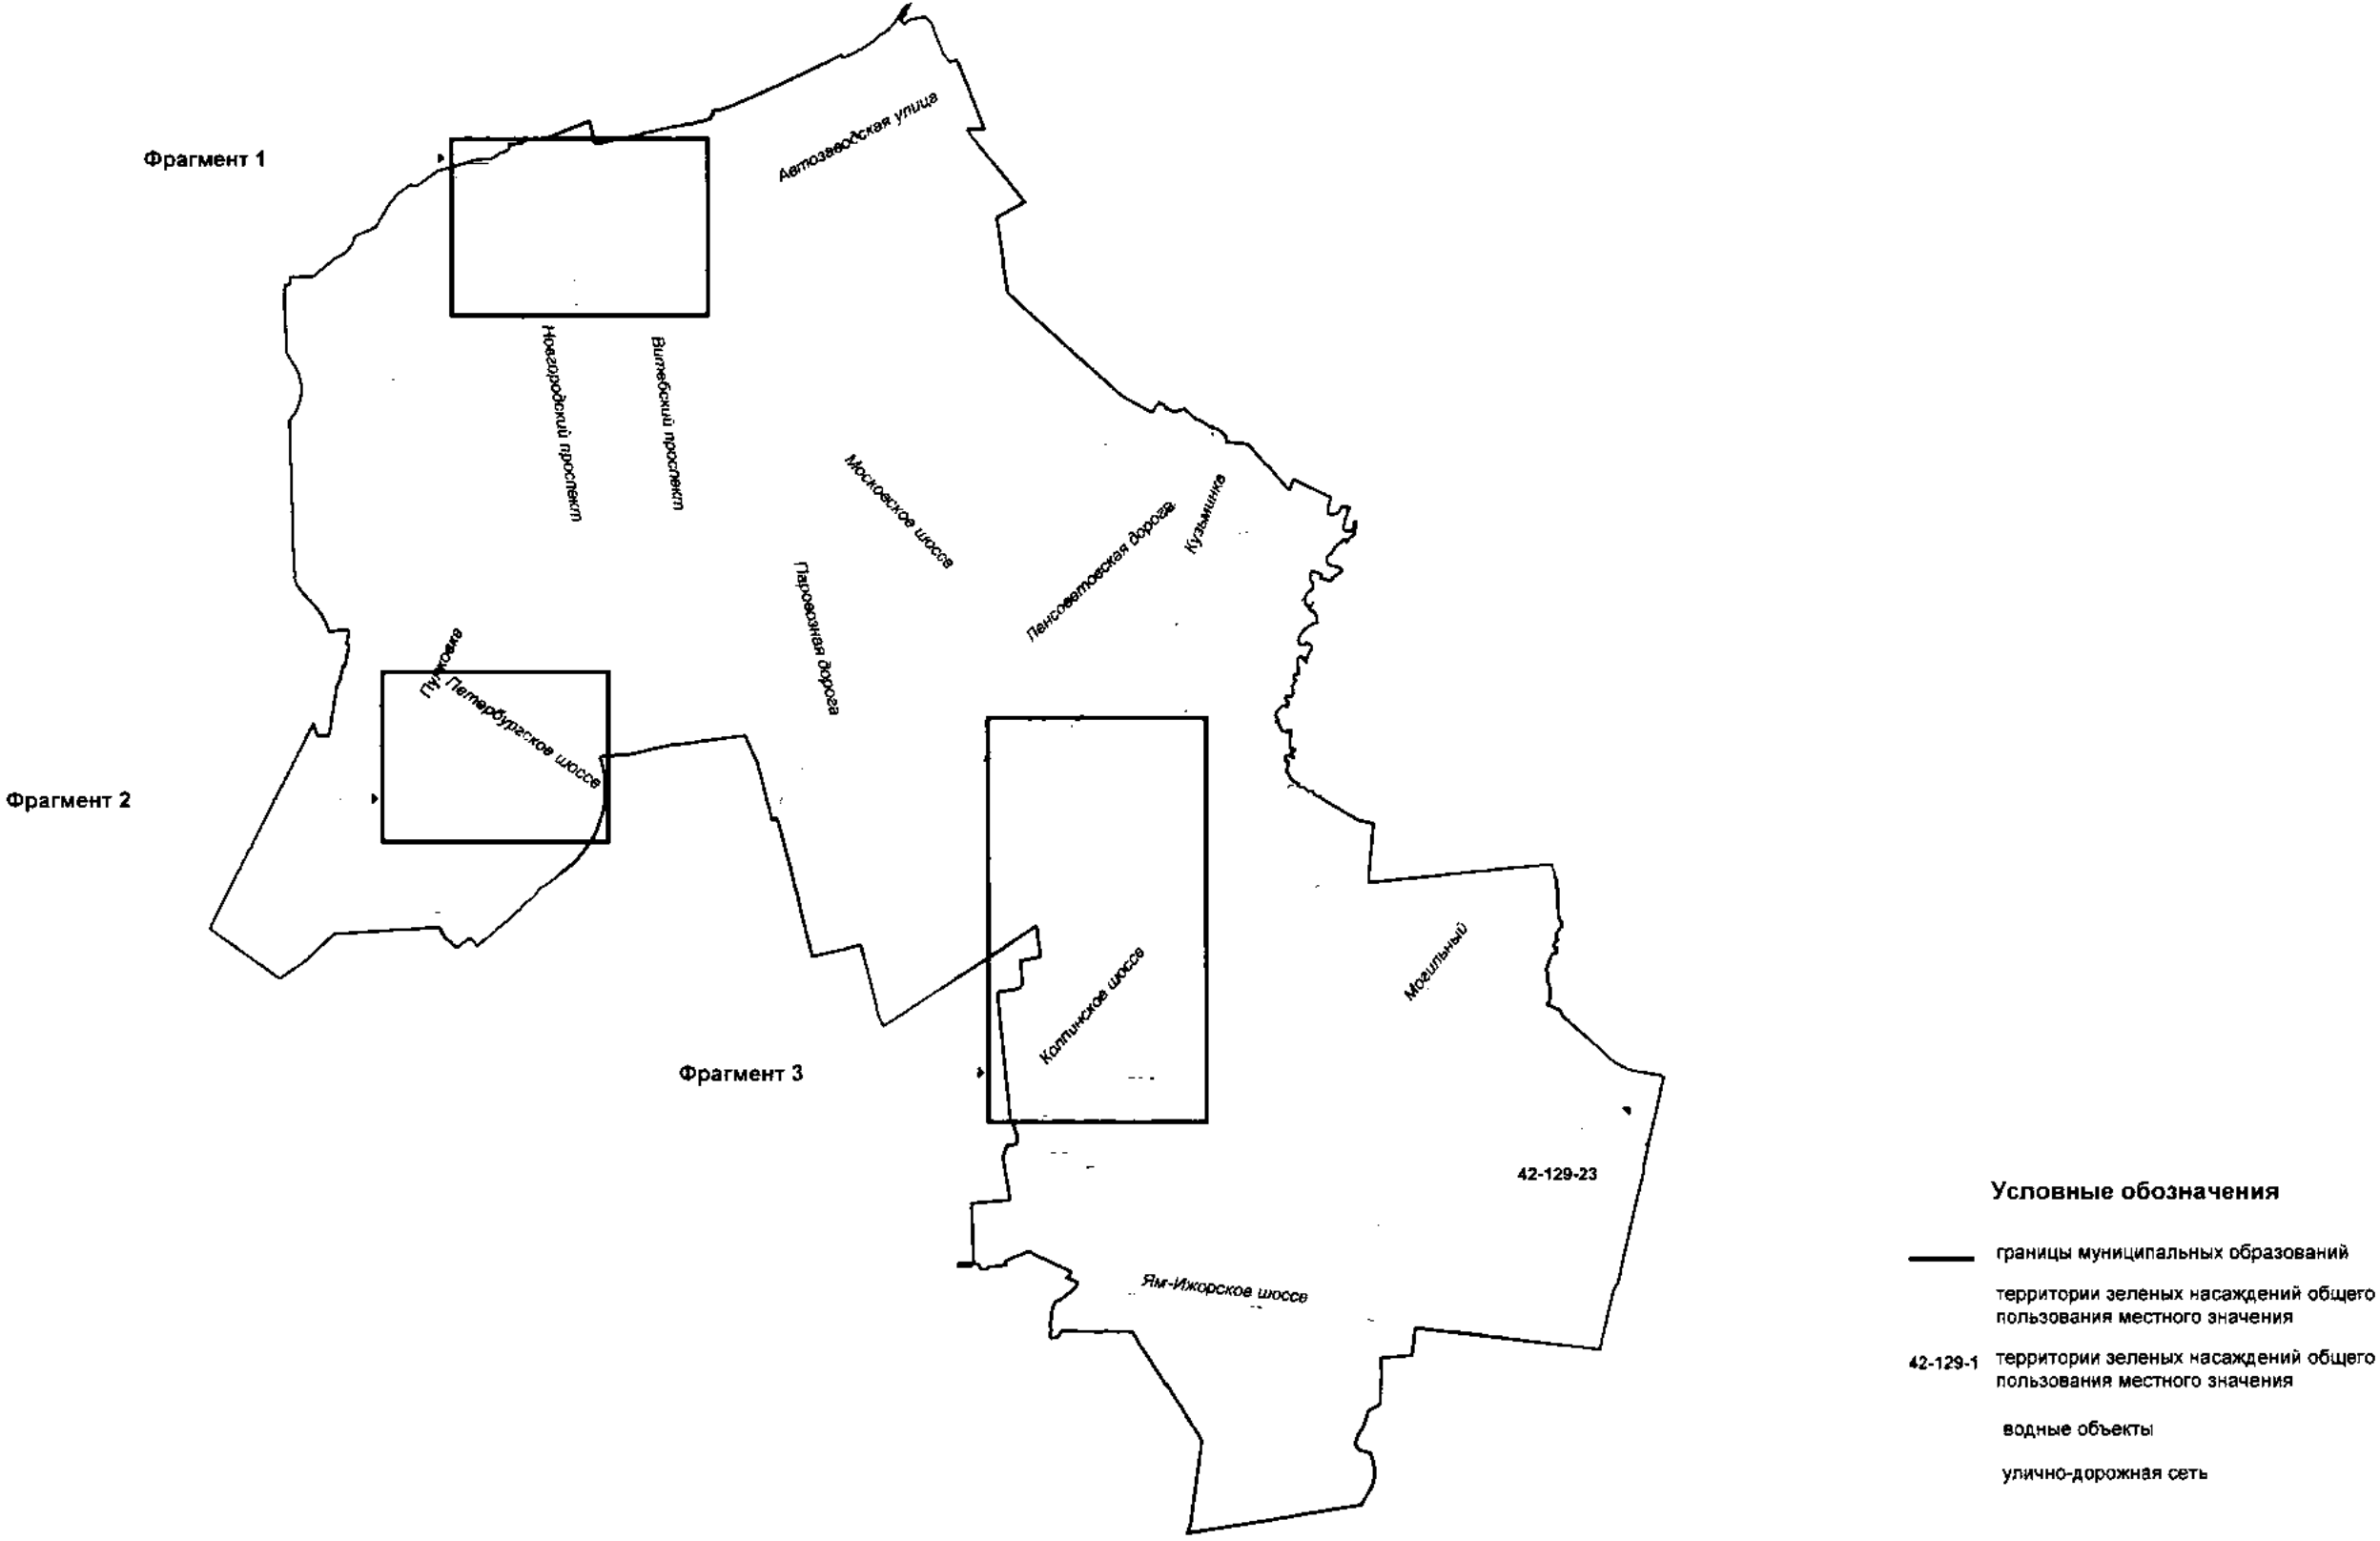 Автозаводская улица
Фрагмент 1
Новгородский проспект
Витебский проспект
Московское шоссе
Ленсоветовская дорога
Кузьминка
Паровозная дорога
Пулковка
Петербургское шоссе
Фрагмент 2
Колпинское шоссе
Могильный
Фрагмент 3
42-129-23
Ям-Ижорское шоссе
Условные обозначения
границы муниципальных образований
территории зеленых насаждений общего
пользования местного значения
42-129-1 территории зеленых насаждений общего
пользования местного значения
водные объекты
улично-дорожная сеть